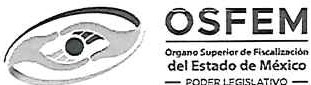 OSFEM
Órgano Superior de Fiscalización
del Estado de México
PODER LEGISLATIVO